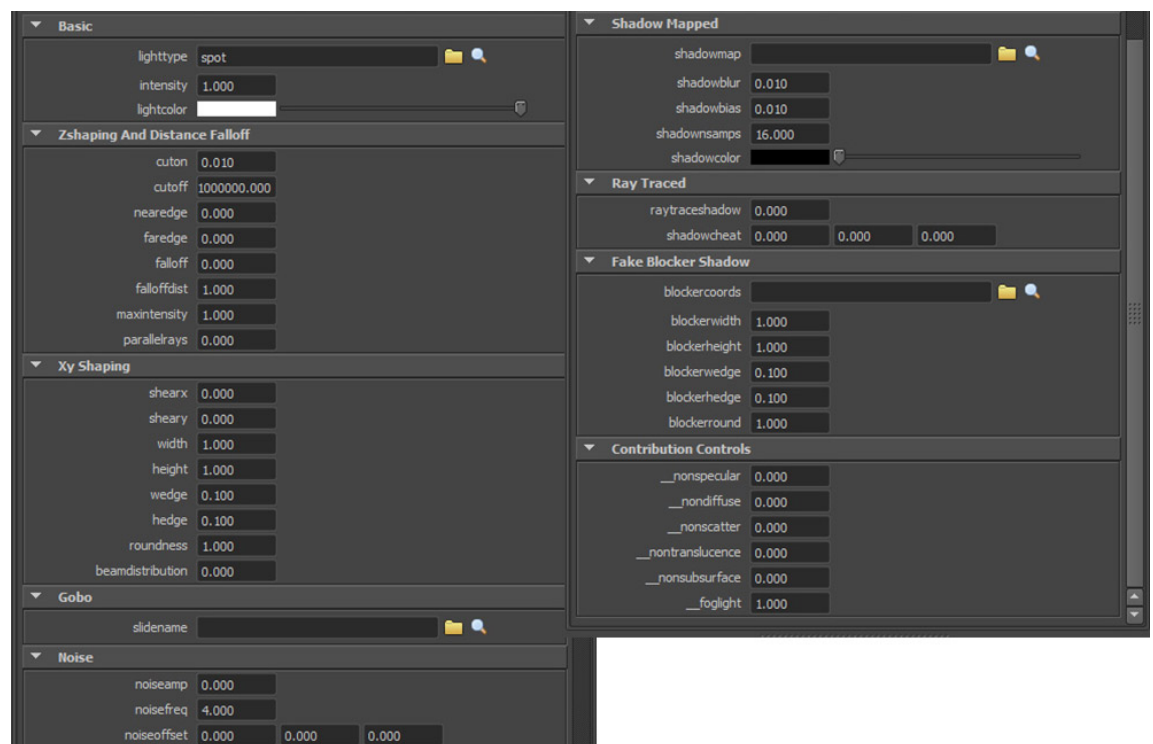 Basic
lighttype spot
intensity 1.000
lightcolor
Zshaping And Distance Falloff
cuton 0.010
cutoff 1000000.000
nearedge 0.000
faredge 0.000
falloff 0.000
falloffdist 1.000
maxintensity 1.000
parallelrays 0.000
Xy Shaping
shearx 0.000
sheary 0.000
width 1.000
height 1.000
wedge 0.100
hedge 0.100
roundness 1.000
beamdistribution 0.000
Gobo
slidename
Noise
noiseamp 0.000
noisefreq 4.000
noiseoffset 0.000 0.000 0.000
Shadow Mapped
shadowmap
shadowblur 0.010
shadowbias 0.010
shadownsamps 16.000
shadowcolor
Ray Traced
raytraceshadow 0.000
shadowcheat 0.000 0.000 0.000
Fake Blocker Shadow
blockercoords
blockerwidth 1.000
blockerheight 1.000
blockerwedge 0.100
blockerhedge 0.100
blockerround 1.000
Contribution Controls
__nonspecular 0.000
__nondiffuse 0.000
__nonscatter 0.000
__nontranslucence 0.000
__nonsubsurface 0.000
__foglight 1.000